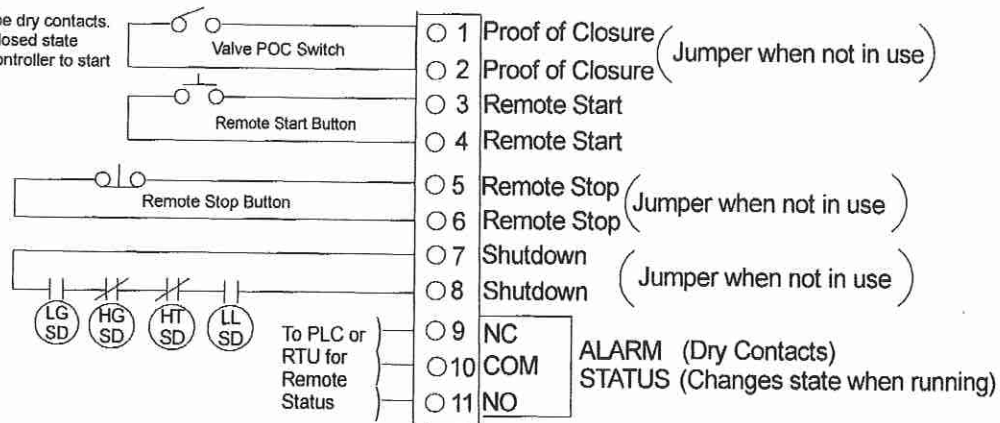 be dry contacts.
losed state
ontroller to start
Valve POC Switch
Remote Start Button
Remote Stop Button
LG SD
HG SD
HT SD
LL SD
To PLC or
RTU for
Remote
Status
1 Proof of Closure
2 Proof of Closure
(Jumper when not in use)
3 Remote Start
4 Remote Start
5 Remote Stop
6 Remote Stop
(Jumper when not in use)
7 Shutdown
8 Shutdown
(Jumper when not in use)
9 NC
10 COM
11 NO
ALARM (Dry Contacts)
STATUS (Changes state when running)